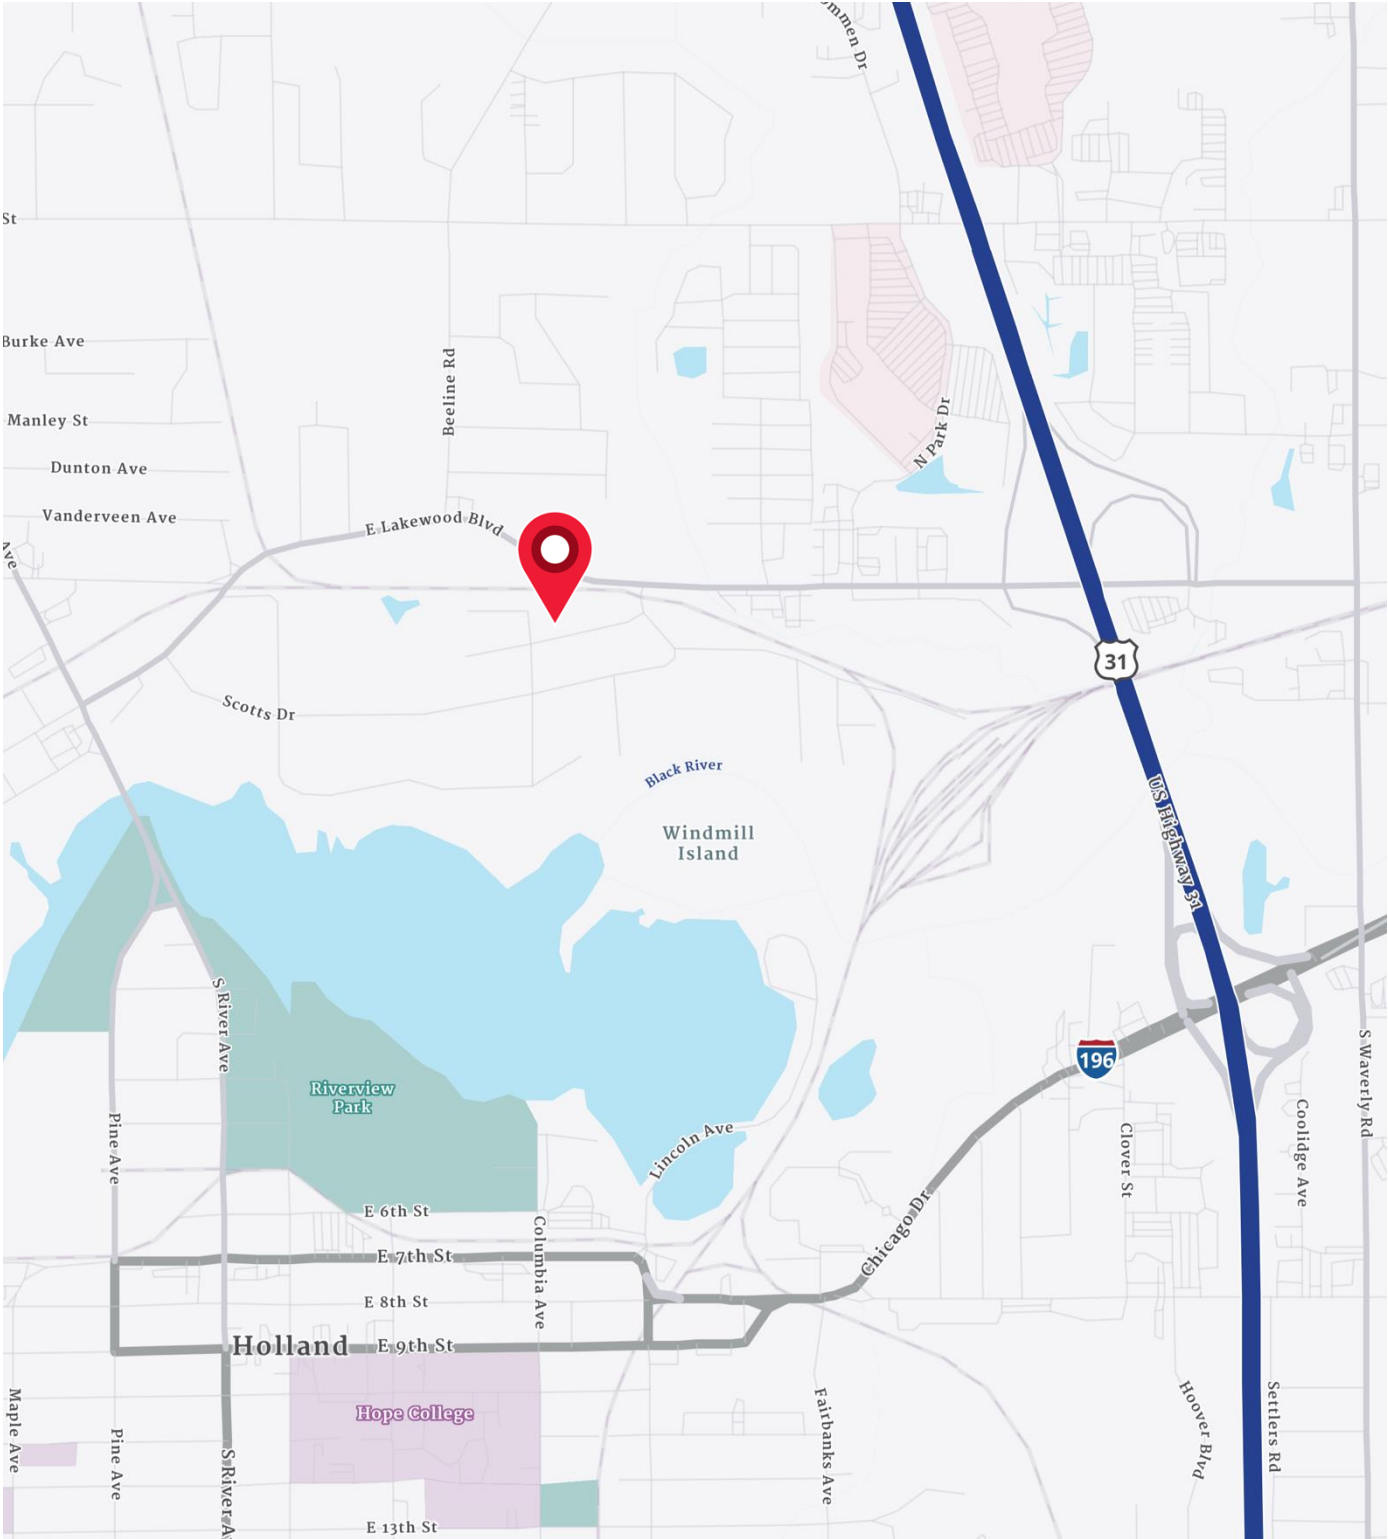 ommen Dr
St
Burke Ave
Beeline Rd
Manley St
N Park Dr
Dunton Ave
Vanderveen Ave
E Lakewood Blvd
Ave
31
Scotts Dr
Black River
Windmill
Island
US Highway 31
S River Ave
S Waverly Rd
196
Riverview
Park
Pine Ave
Lincoln Ave
Clover St
Coolidge Ave
E 6th St
Chicago Dr
Columbia Ave
E 7th St
E 8th St
Holland
E 9th St
Maple Ave
Hope College
Fairbanks Ave
Hoover Blvd
Settlers Rd
Pine Ave
S River A
E 13th St